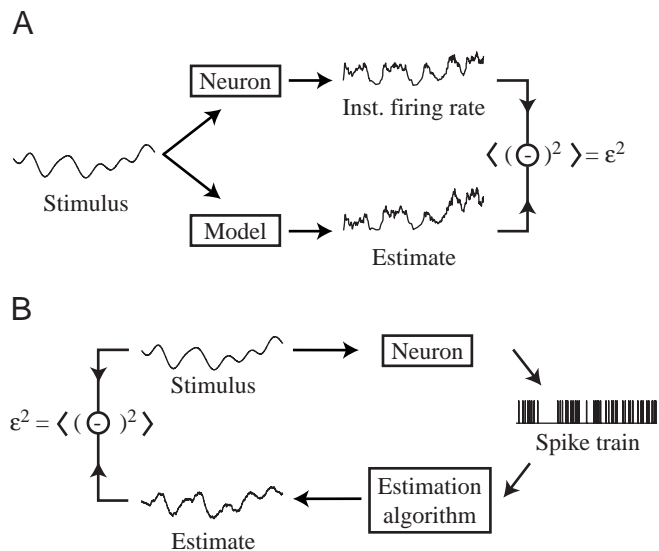 A
Neuron
Inst. firing rate
Stimulus
⟨ ( - )² ⟩ = ε²
Model
Estimate
B
Stimulus
Neuron
ε² = ⟨ ( - )² ⟩
Spike train
Estimation
algorithm
Estimate